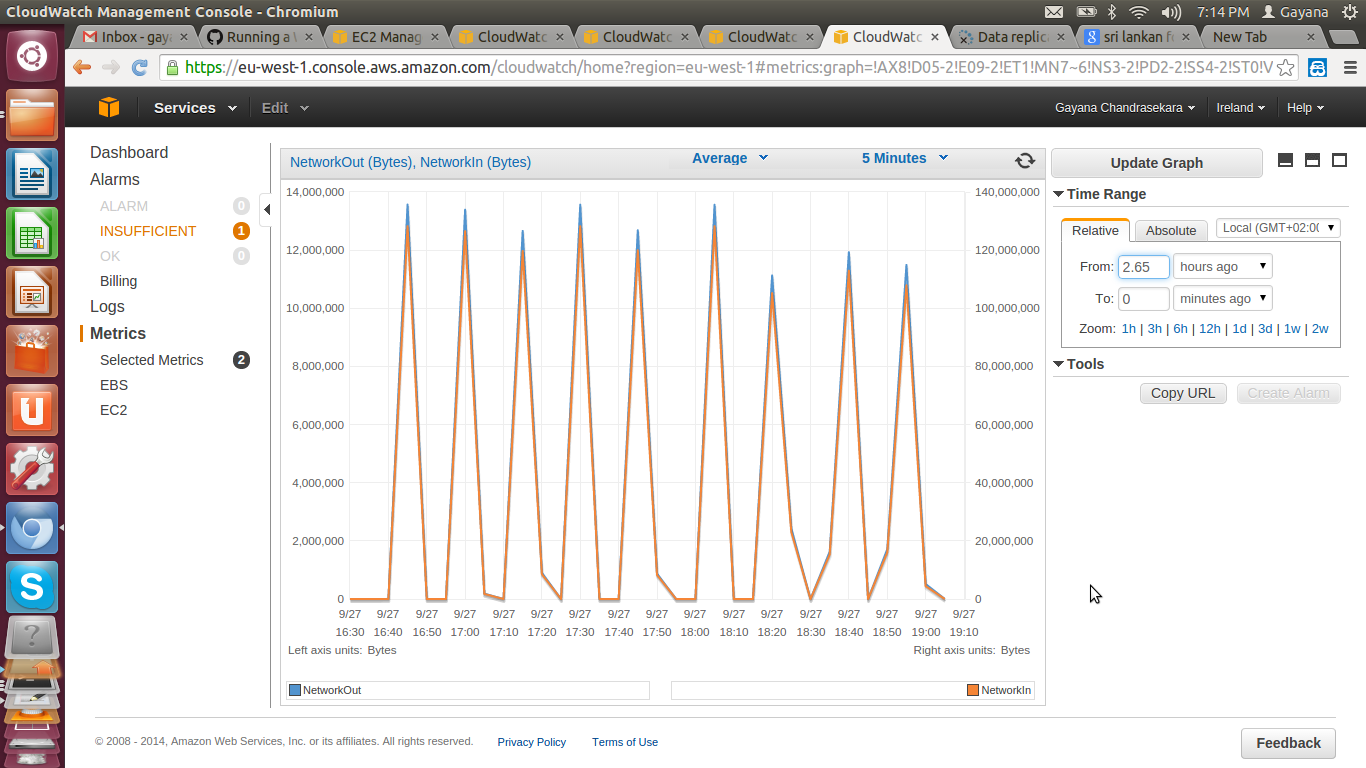 CloudWatch Management Console - Chromium
7:14 PM Gayana
Inbox - gay
Running a
EC2 Manag
CloudWatc
CloudWatc
CloudWatc
CloudWatc
Data replic
sri lankan f
New Tab
https://eu-west-1.console.aws.amazon.com/cloudwatch/home?region=eu-west-1#metrics:graph=!AX8!D05-2!E09-2!ET1!MN7~6!NS3-2!PD2-2!SS4-2!ST0!V
Services Edit Gayana Chandrasekara Ireland Help
Dashboard
Alarms
ALARM 0
INSUFFICIENT 1
OK 0
Billing
Logs
Metrics
Selected Metrics 2
EBS
EC2
NetworkOut (Bytes), NetworkIn (Bytes) Average 5 Minutes
14,000,000 140,000,000
12,000,000 120,000,000
10,000,000 100,000,000
8,000,000 80,000,000
6,000,000 60,000,000
4,000,000 40,000,000
2,000,000 20,000,000
0 0
9/27 9/27 9/27 9/27 9/27 9/27 9/27 9/27 9/27 9/27 9/27 9/27 9/27 9/27 9/27 9/27 9/27
16:30 16:40 16:50 17:00 17:10 17:20 17:30 17:40 17:50 18:00 18:10 18:20 18:30 18:40 18:50 19:00 19:10
Left axis units: Bytes Right axis units: Bytes
NetworkOut NetworkIn
Update Graph
Time Range
Relative Absolute Local (GMT+02:00
From: 2.65 hours ago
To: 0 minutes ago
Zoom: 1h | 3h | 6h | 12h | 1d | 3d | 1w | 2w
Tools
Copy URL Create Alarm
© 2008 - 2014, Amazon Web Services, Inc. or its affiliates. All rights reserved. Privacy Policy Terms of Use
Feedback